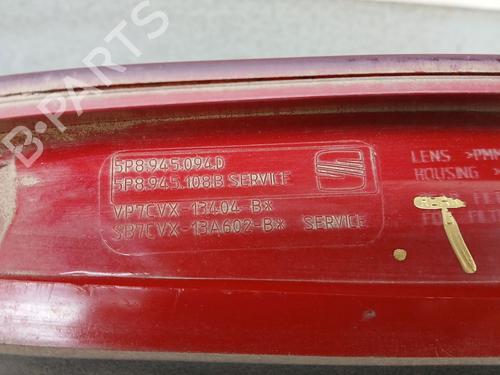 5P8.945.094.D
5P8.945.108.B SERVICE
VP7CVX-13404-B*
SB7CVX-13A602-B* SERVICE
LENS >PMM
HOUSING >
B-PARTS